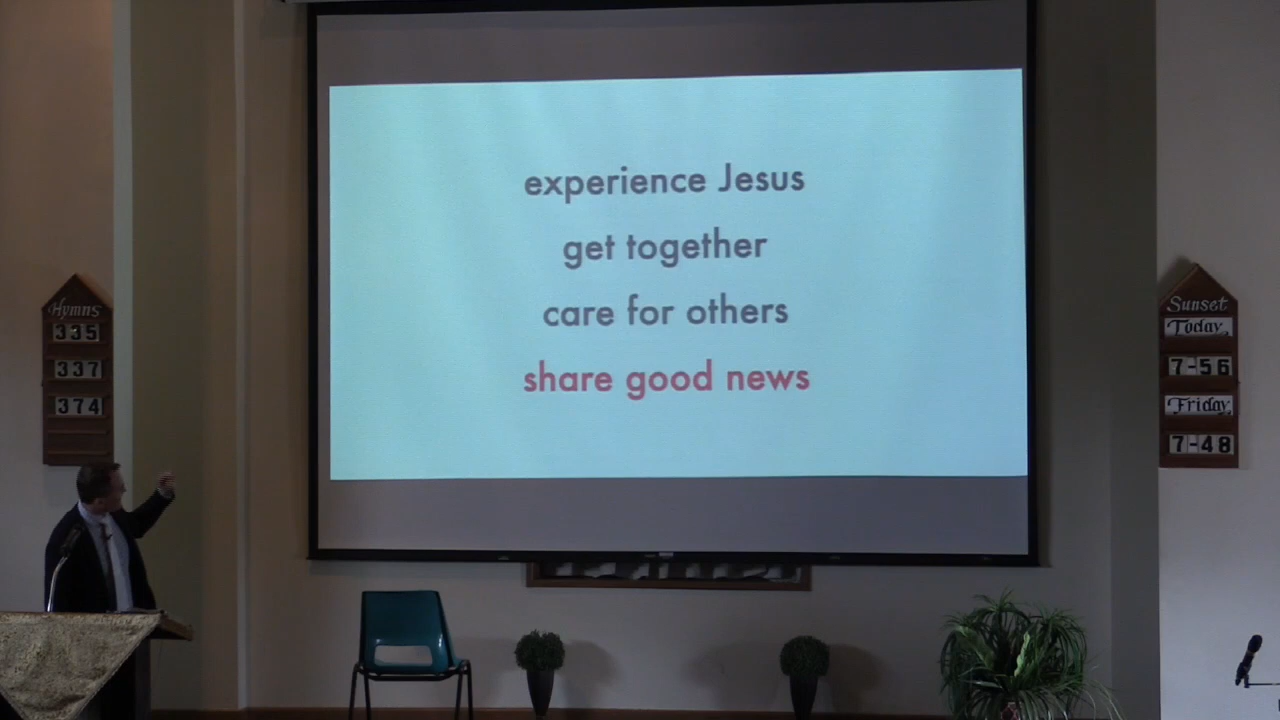 experience Jesus
get together
care for others
share good news
Hymns
335
337
374
Sunset
Today
7-56
Friday
7-48